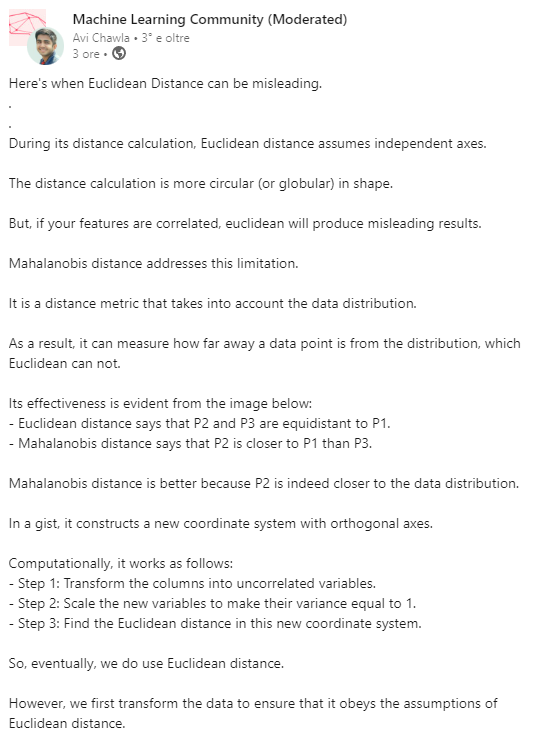 Machine Learning Community (Moderated)
Avi Chawla • 3° e oltre
3 ore •
Here's when Euclidean Distance can be misleading.
.
.
During its distance calculation, Euclidean distance assumes independent axes.
The distance calculation is more circular (or globular) in shape.
But, if your features are correlated, euclidean will produce misleading results.
Mahalanobis distance addresses this limitation.
It is a distance metric that takes into account the data distribution.
As a result, it can measure how far away a data point is from the distribution, which
Euclidean can not.
Its effectiveness is evident from the image below:
- Euclidean distance says that P2 and P3 are equidistant to P1.
- Mahalanobis distance says that P2 is closer to P1 than P3.
Mahalanobis distance is better because P2 is indeed closer to the data distribution.
In a gist, it constructs a new coordinate system with orthogonal axes.
Computationally, it works as follows:
- Step 1: Transform the columns into uncorrelated variables.
- Step 2: Scale the new variables to make their variance equal to 1.
- Step 3: Find the Euclidean distance in this new coordinate system.
So, eventually, we do use Euclidean distance.
However, we first transform the data to ensure that it obeys the assumptions of
Euclidean distance.